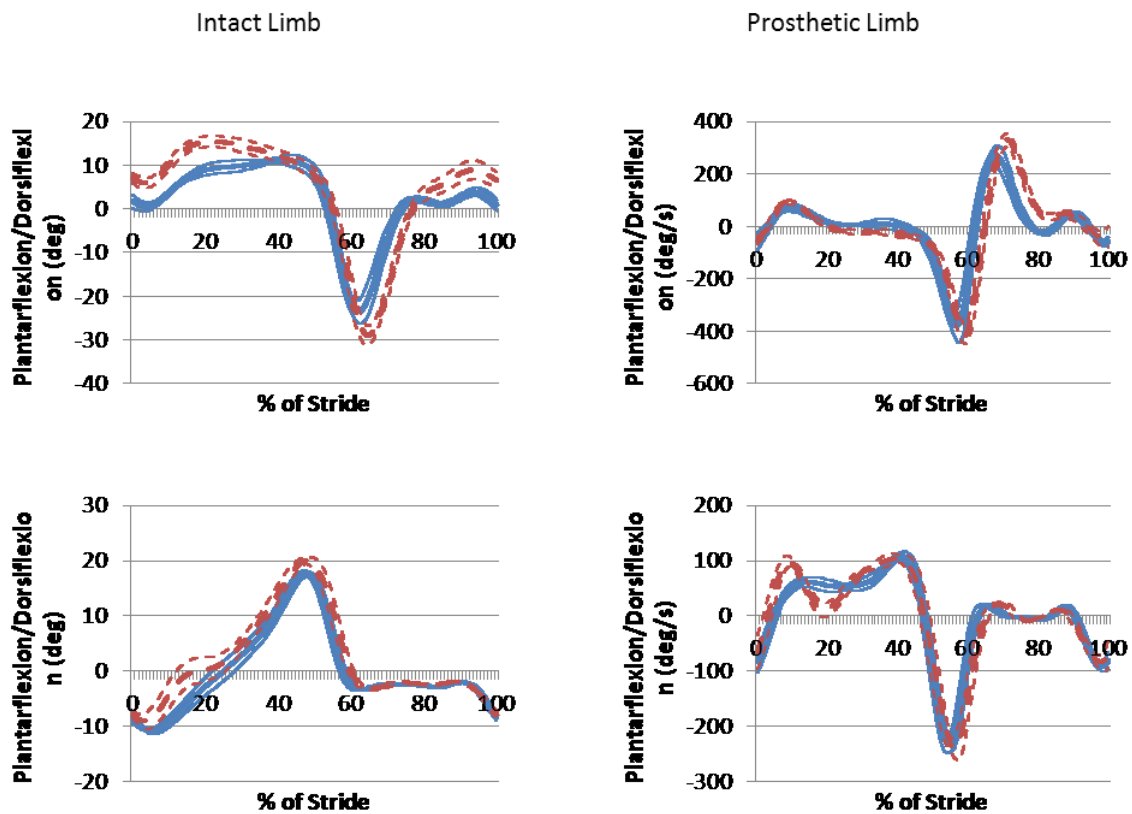 Intact Limb
Prosthetic Limb
Plantarflexion/Dorsiflexi
on (deg)
20
10
0
-10
-20
-30
-40
0 20 40 60 80 100
% of Stride
Plantarflexion/Dorsiflexi
on (deg/s)
400
200
0
-200
-400
-600
0 20 40 60 80 100
% of Stride
Plantarflexion/Dorsiflexio
n (deg)
30
20
10
0
-10
-20
0 20 40 60 80 100
% of Stride
Plantarflexion/Dorsiflexio
n (deg/s)
200
100
0
-100
-200
-300
0 20 40 60 80 100
% of Stride